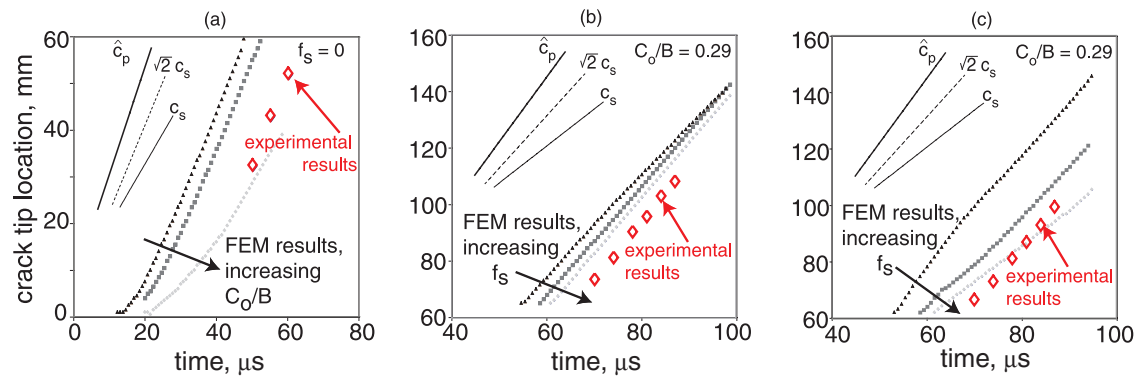 (a)
60
40
20
0
0
20
40
60
80
crack tip location, mm
time, μs
ĉp
√2 cs
cs
fs = 0
experimental
results
FEM results,
increasing
Co/B
(b)
160
140
120
100
80
60
40
60
80
100
time, μs
ĉp
√2 cs
cs
Co/B = 0.29
FEM results,
increasing
fs
experimental
results
(c)
160
140
120
100
80
60
40
60
80
100
time, μs
ĉp
√2 cs
cs
Co/B = 0.29
FEM results,
increasing
fs
experimental
results